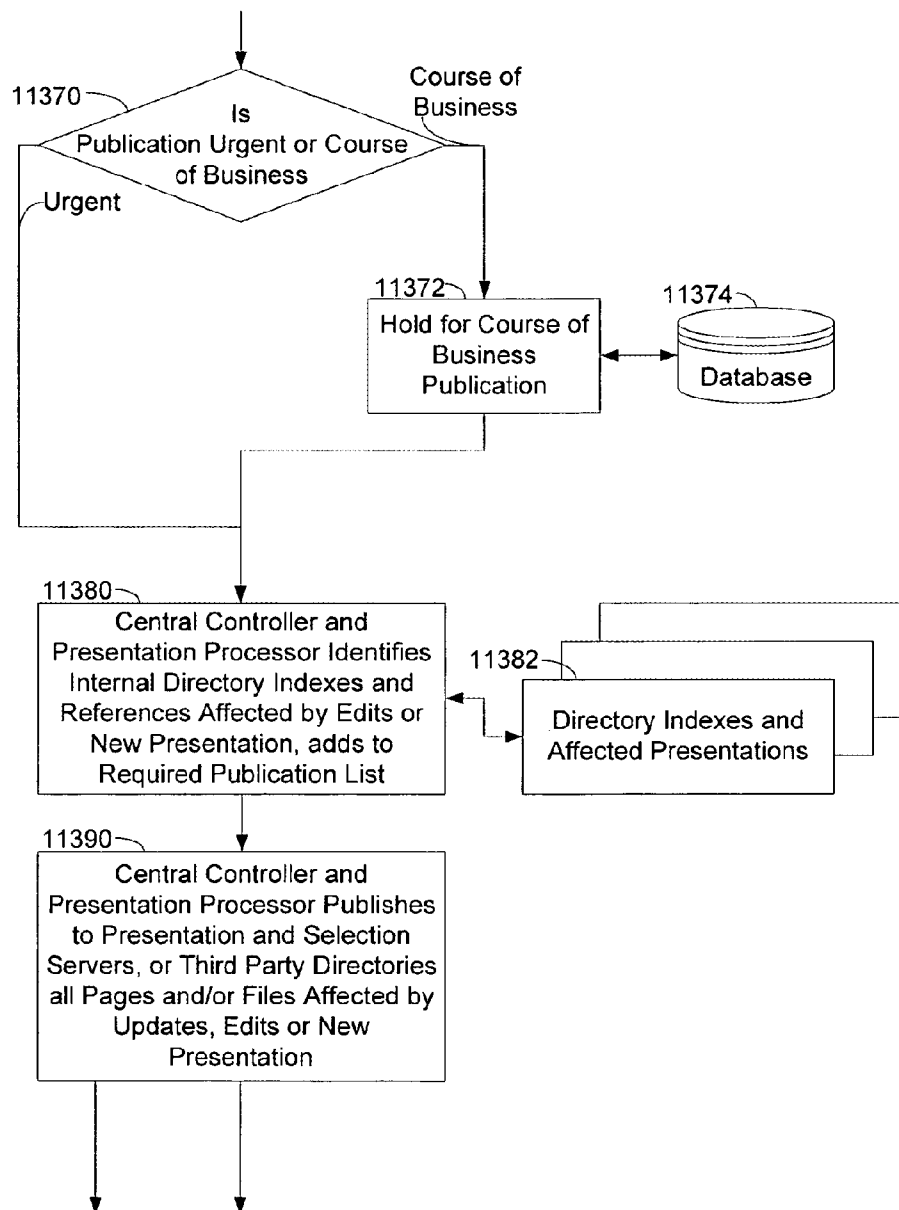 Course of
Business
11370
Is
Publication Urgent or Course
of Business
Urgent
11372
Hold for Course of
Business
Publication
11374
Database
11380
Central Controller and
Presentation Processor Identifies
Internal Directory Indexes and
References Affected by Edits or
New Presentation, adds to
Required Publication List
11382
Directory Indexes and
Affected Presentations
11390
Central Controller and
Presentation Processor Publishes
to Presentation and Selection
Servers, or Third Party Directories
all Pages and/or Files Affected by
Updates, Edits or New
Presentation